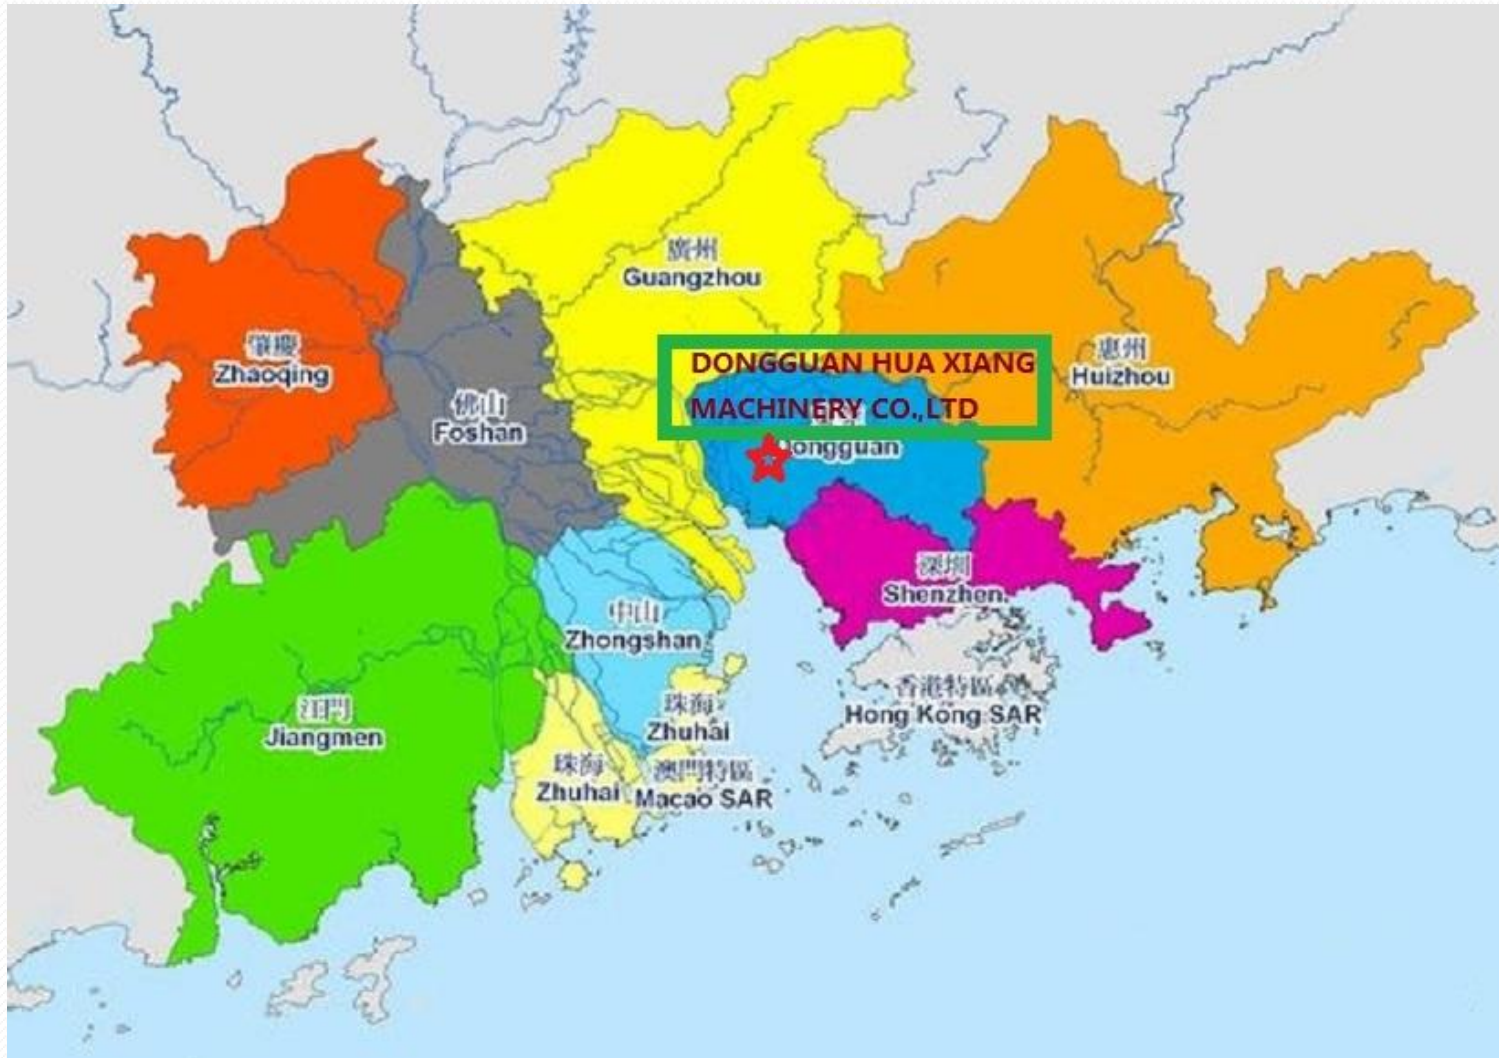 廣州
Guangzhou
DONGGUAN HUA XIANG
MACHINERY CO.,LTD
肇慶
Zhaoqing
惠州
Huizhou
佛山
Foshan
Dongguan
深圳
Shenzhen
中山
Zhongshan
香港特區
Hong Kong SAR
江門
Jiangmen
珠海
Zhuhai
珠海
Zhuhai
澳門特區
Macao SAR